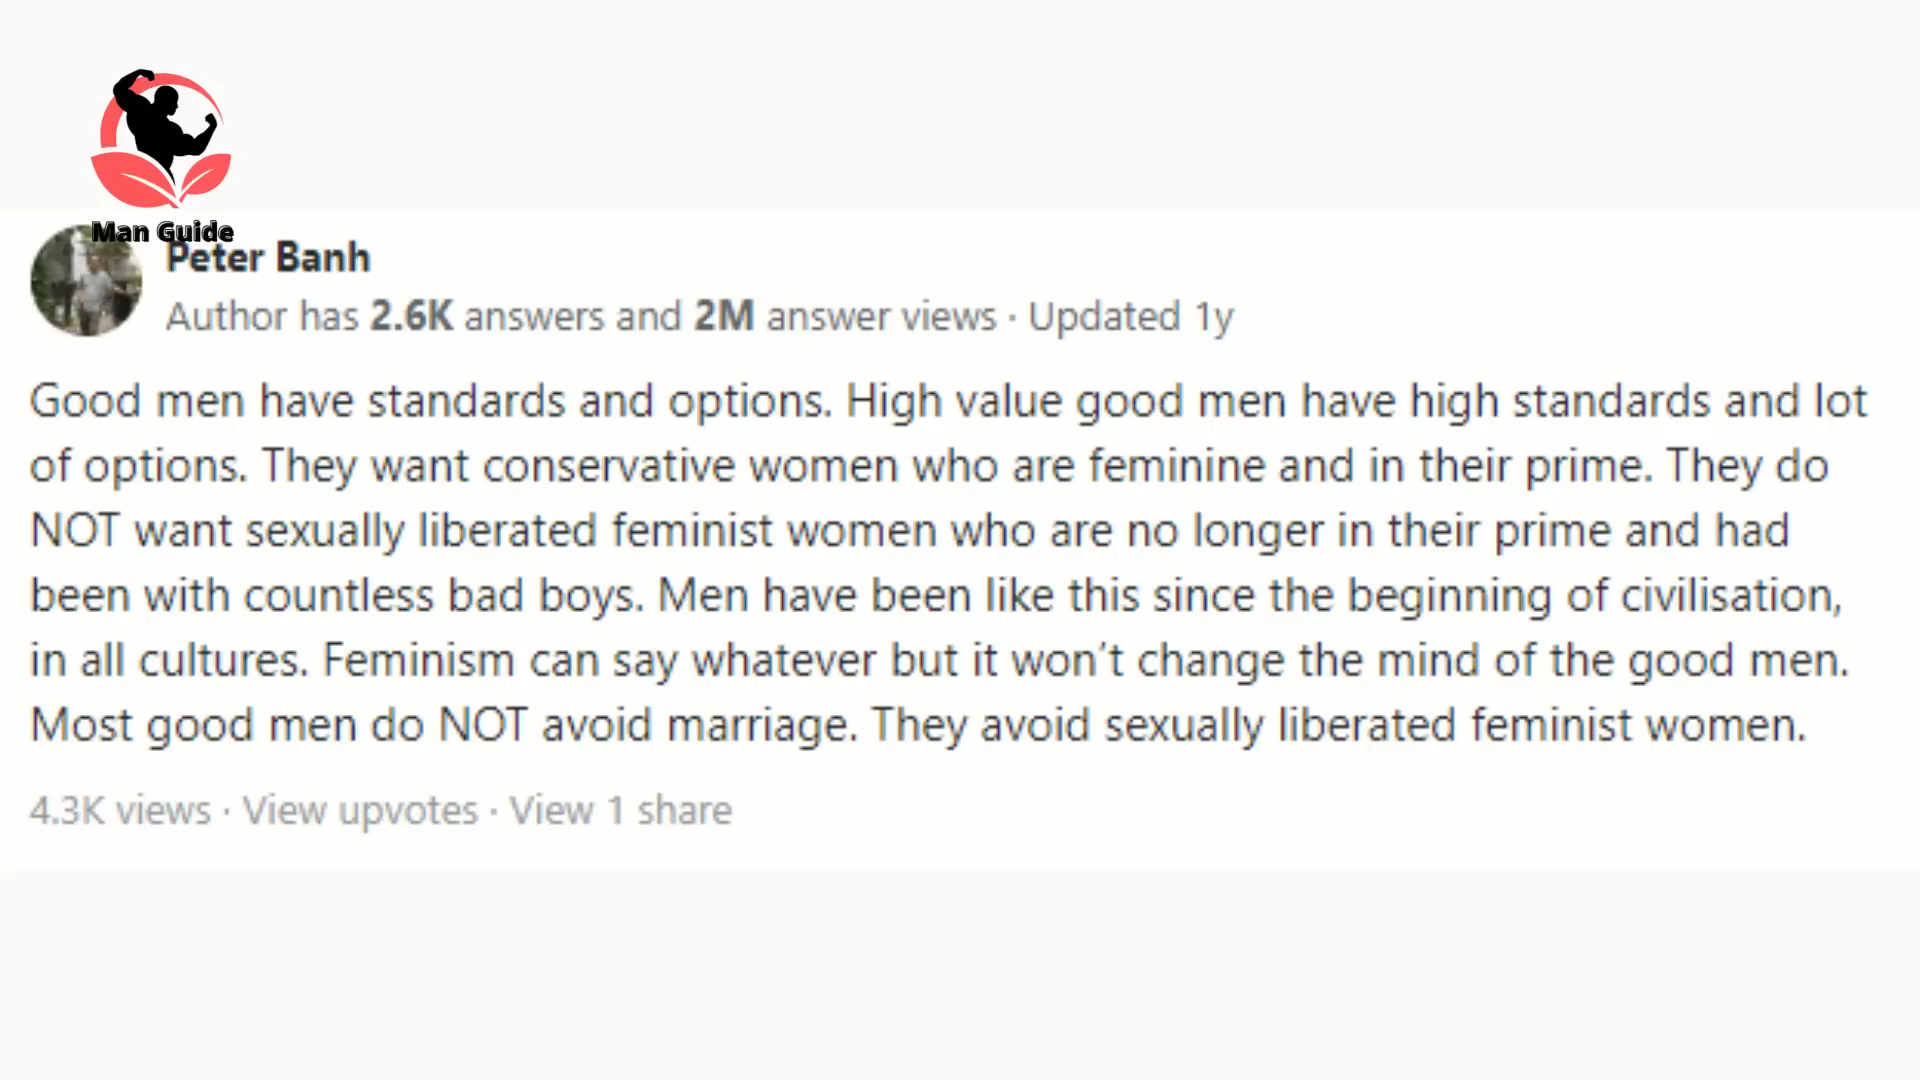 Man Guide
Peter Banh
Author has 2.6K answers and 2M answer views · Updated 1y
Good men have standards and options. High value good men have high standards and lot
of options. They want conservative women who are feminine and in their prime. They do
NOT want sexually liberated feminist women who are no longer in their prime and had
been with countless bad boys. Men have been like this since the beginning of civilisation,
in all cultures. Feminism can say whatever but it won’t change the mind of the good men.
Most good men do NOT avoid marriage. They avoid sexually liberated feminist women.
4.3K views · View upvotes · View 1 share